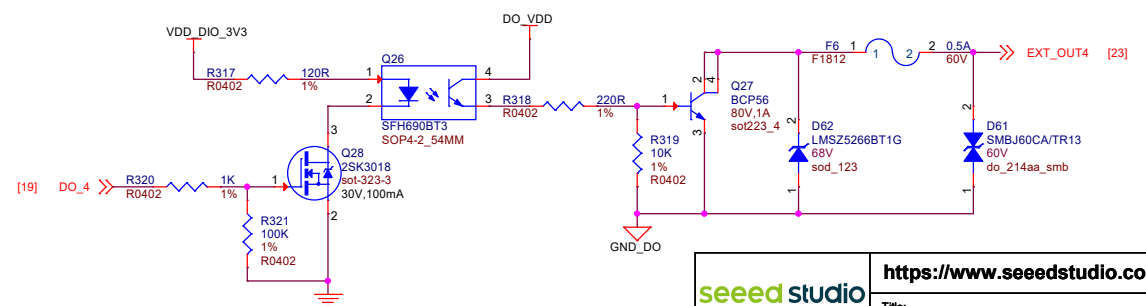 VDD_DIO_3V3
DO_VDD
Q26
R317
R0402
120R
1%
1
2
4
3
SFH690BT3
SOP4-2_54MM
R318
R0402
220R
1%
1
2
4
3
Q27
BCP56
80V,1A
sot223_4
F6
F1812
1
1
2
2
0.5A
60V
EXT_OUT4
[23]
R319
10K
1%
R0402
2
1
D62
LMSZ5266BT1G
68V
sod_123
2
1
D61
SMBJ60CA/TR13
60V
do_214aa_smb
3
1
2
Q28
2SK3018
sot-323-3
30V,100mA
[19]
DO_4
R320
R0402
1K
1%
R321
100K
1%
R0402
GND_DO
seeed studio
https://www.seeedstudio.co
Title: